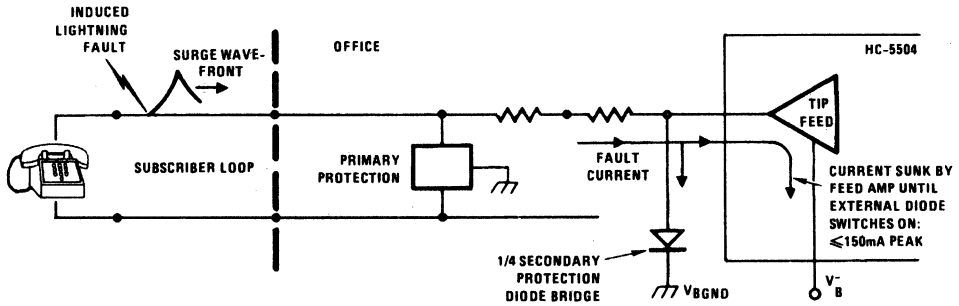 INDUCED
LIGHTNING
FAULT
SURGE WAVE-
FRONT
OFFICE
HC-5504
TIP
FEED
SUBSCRIBER LOOP
PRIMARY
PROTECTION
FAULT
CURRENT
CURRENT SUNK BY
FEED AMP UNTIL
EXTERNAL DIODE
SWITCHES ON:
≤150mA PEAK
1/4 SECONDARY
PROTECTION
DIODE BRIDGE
VBGND
V-B